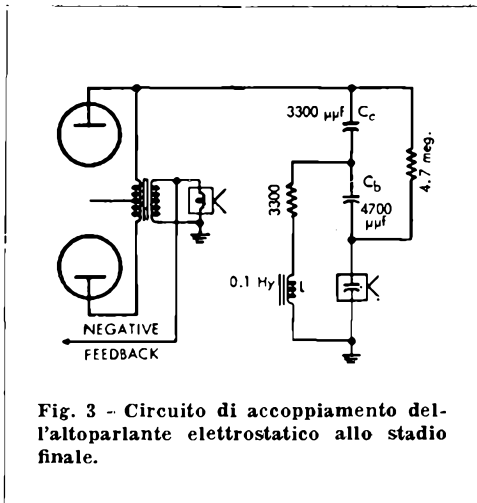 3300 μμf C_c
4.7 meg.
3300
C_b
4700
μμf
0.1 Hy L
NEGATIVE
FEEDBACK
Fig. 3 - Circuito di accoppiamento del-
l'altoparlante elettrostatico allo stadio
finale.